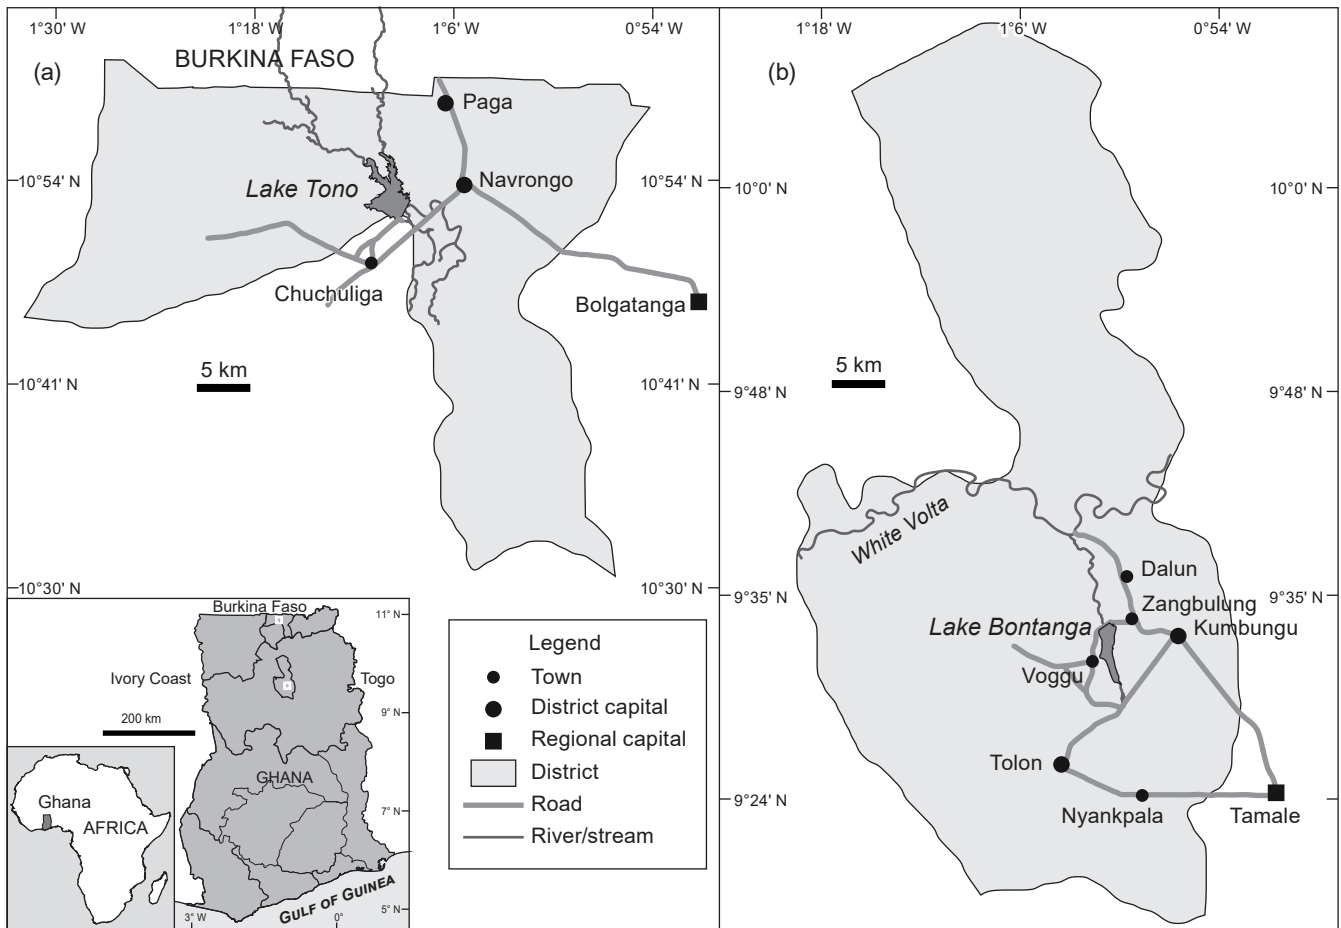 1°30' W
1°18' W
1°6' W
0°54' W
(a)
BURKINA FASO
Paga
10°54' N
Lake Tono
Navrongo
10°54' N
Chuchuliga
Bolgatanga
5 km
10°41' N
10°41' N
10°30' N
10°30' N
1°18' W
1°6' W
0°54' W
(b)
10°0' N
10°0' N
5 km
9°48' N
9°48' N
White Volta
Dalun
9°35' N
Zangbulung
9°35' N
Lake Bontanga
Kumbungu
Voggu
Tolon
9°24' N
9°24' N
Nyankpala
Tamale
Burkina Faso
11° N
Ivory Coast
Togo
200 km
9° N
GHANA
7° N
GULF OF GUINEA
5° N
3° W
0°
Ghana
AFRICA
Legend
Town
District capital
Regional capital
District
Road
River/stream